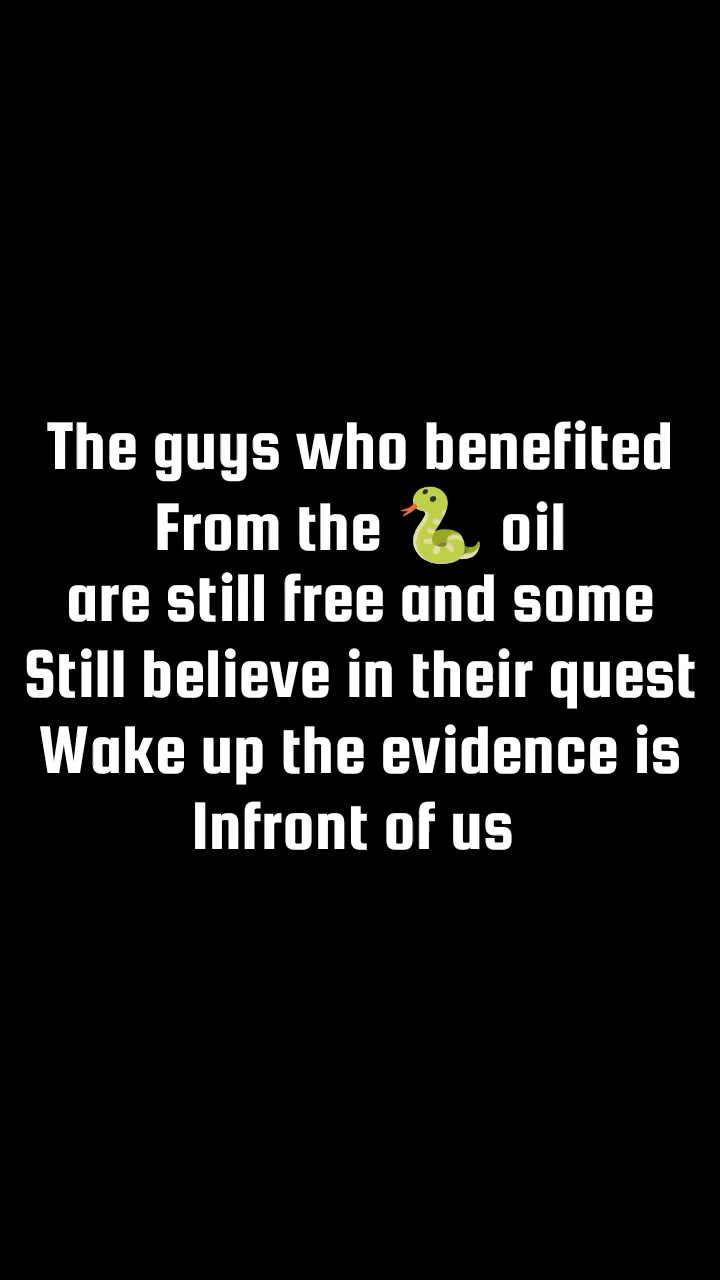 The guys who benefited
From the 🐍 oil
are still free and some
Still believe in their quest
Wake up the evidence is
Infront of us